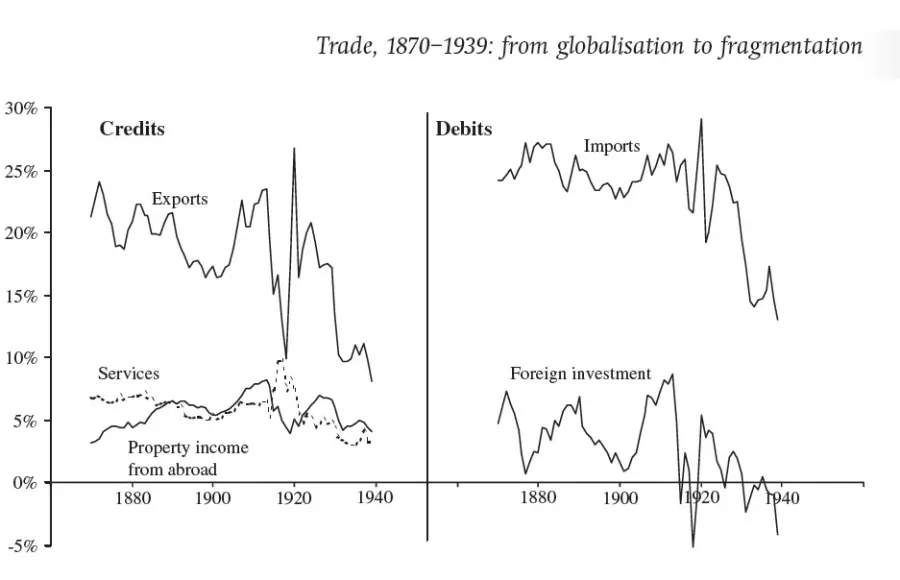 Trade, 1870–1939: from globalisation to fragmentation
30%
25%
20%
15%
10%
5%
0%
-5%
Credits
Exports
Services
Property income
from abroad
1880 1900 1920 1940
Debits
Imports
Foreign investment
1880 1900 1920 1940